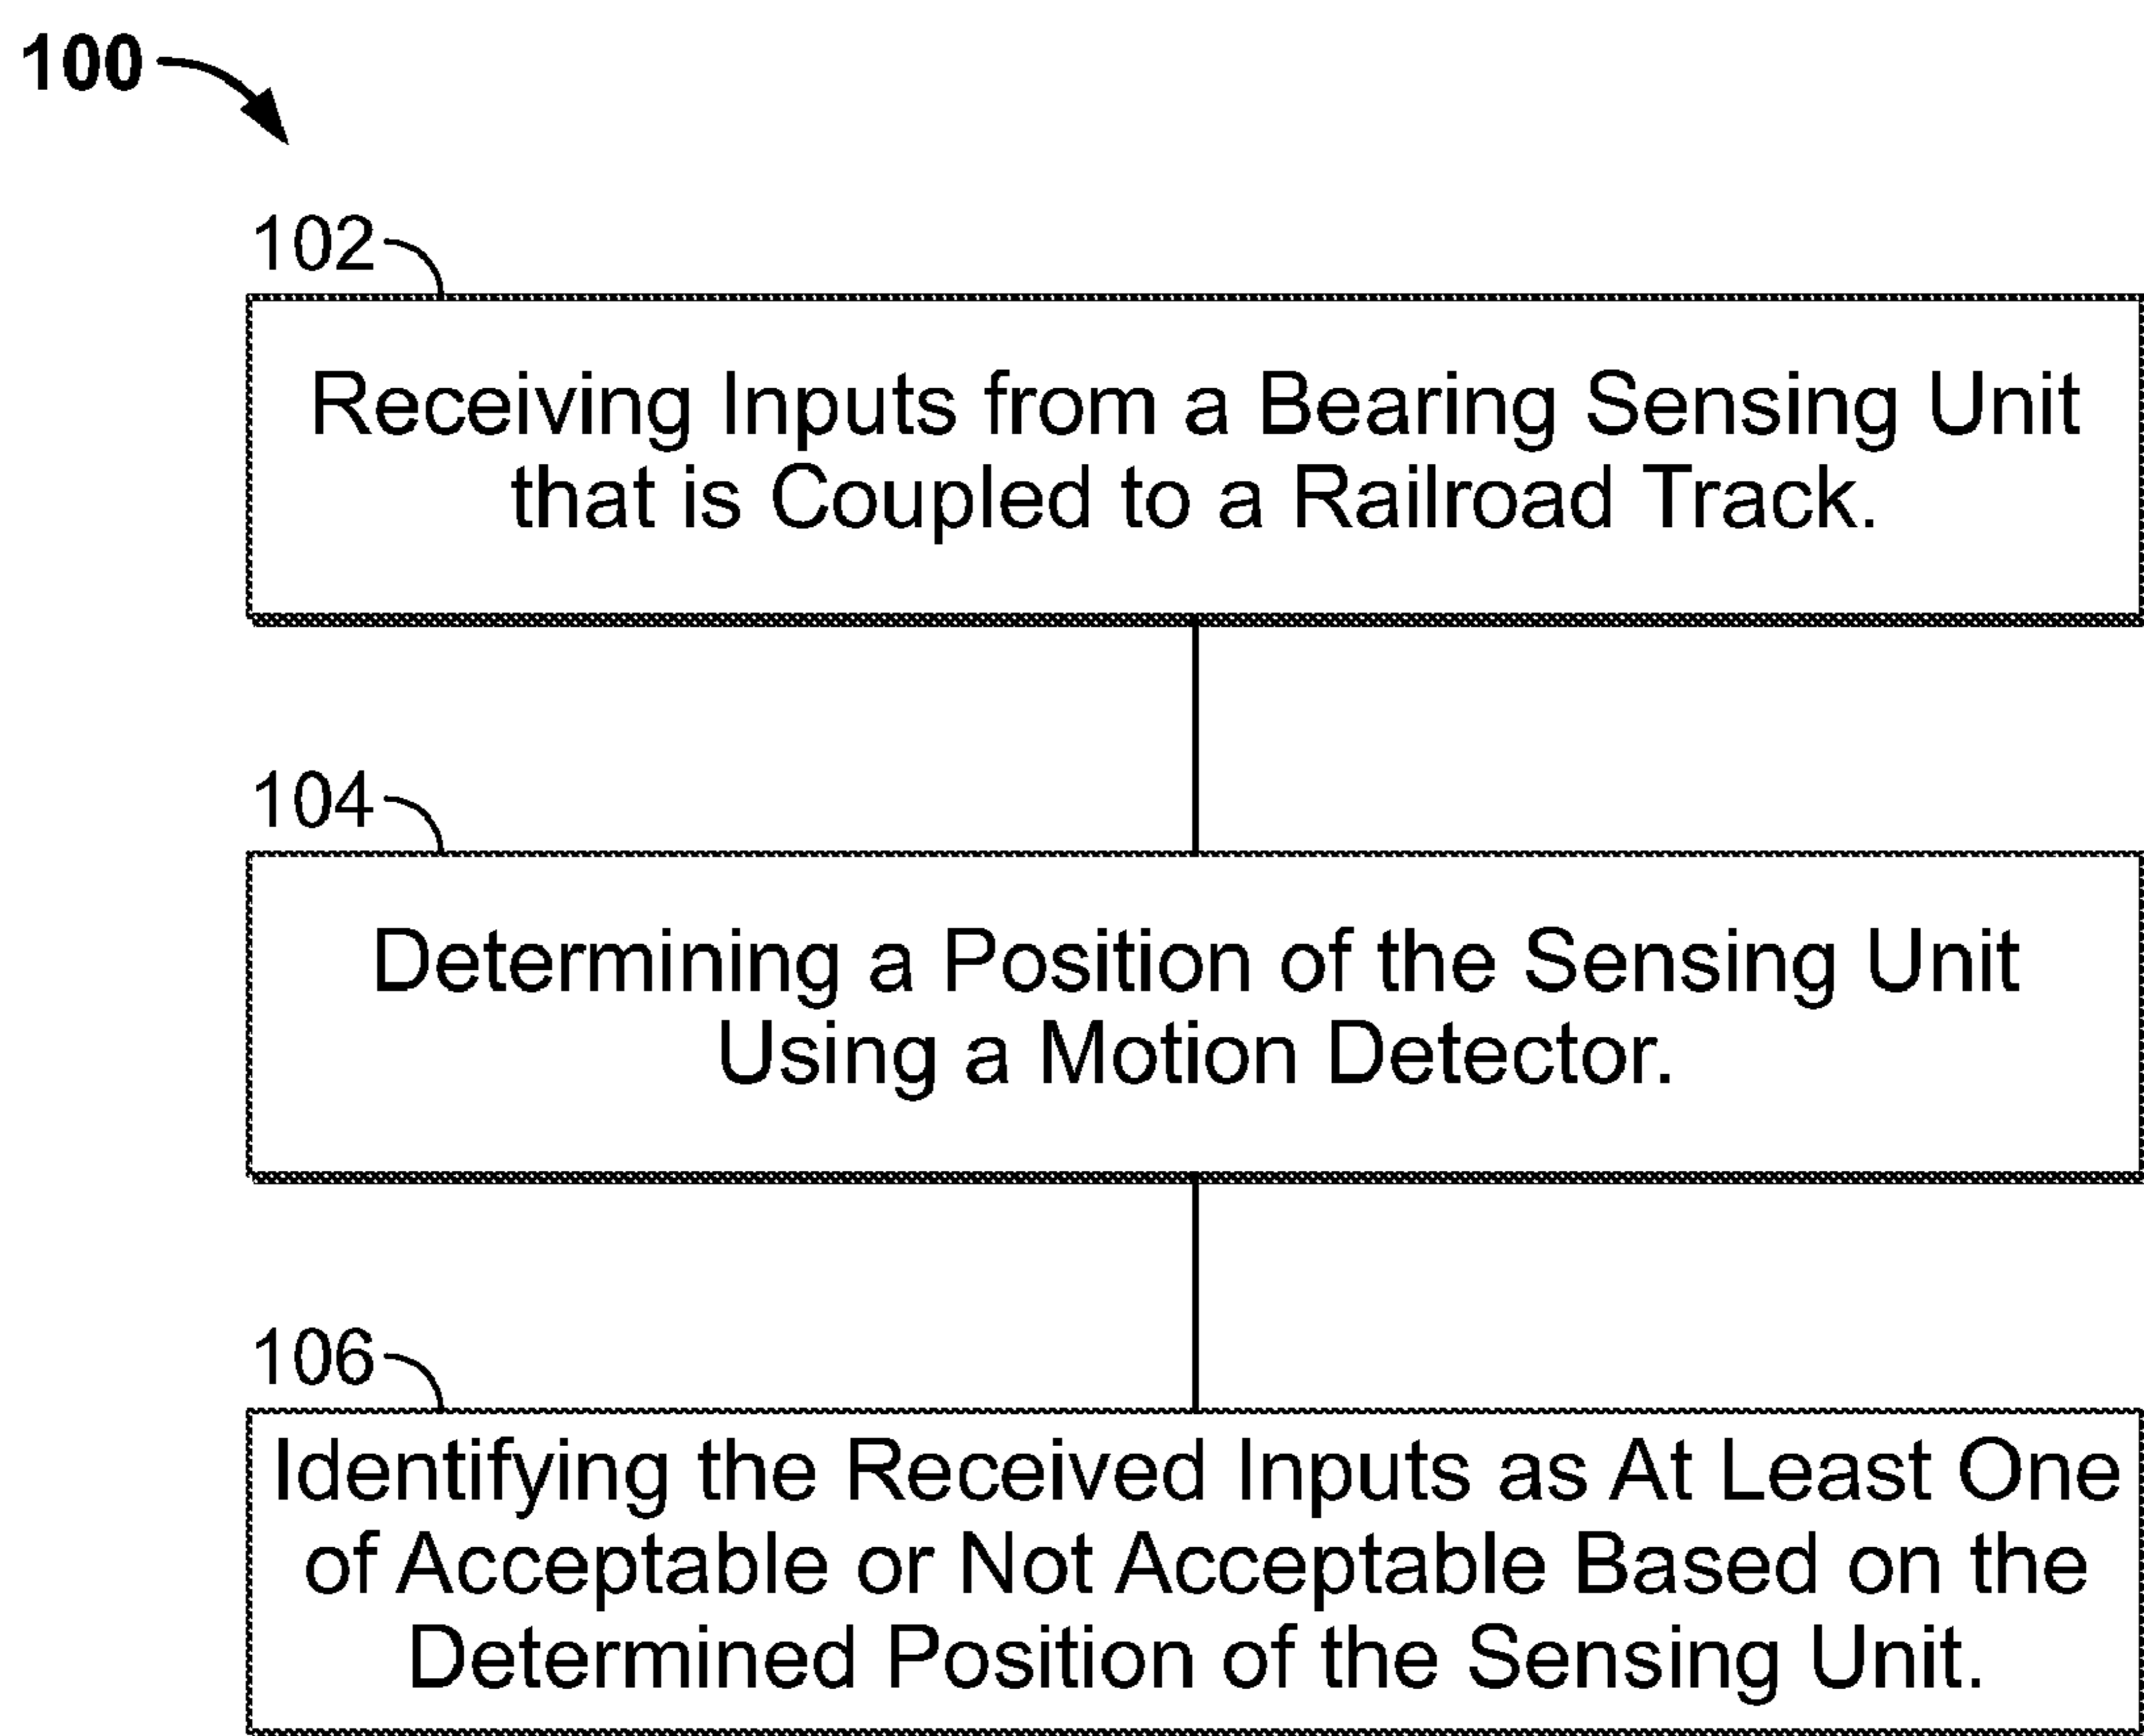 100
102
Receiving Inputs from a Bearing Sensing Unit
that is Coupled to a Railroad Track.
104
Determining a Position of the Sensing Unit
Using a Motion Detector.
106
Identifying the Received Inputs as At Least One
of Acceptable or Not Acceptable Based on the
Determined Position of the Sensing Unit.